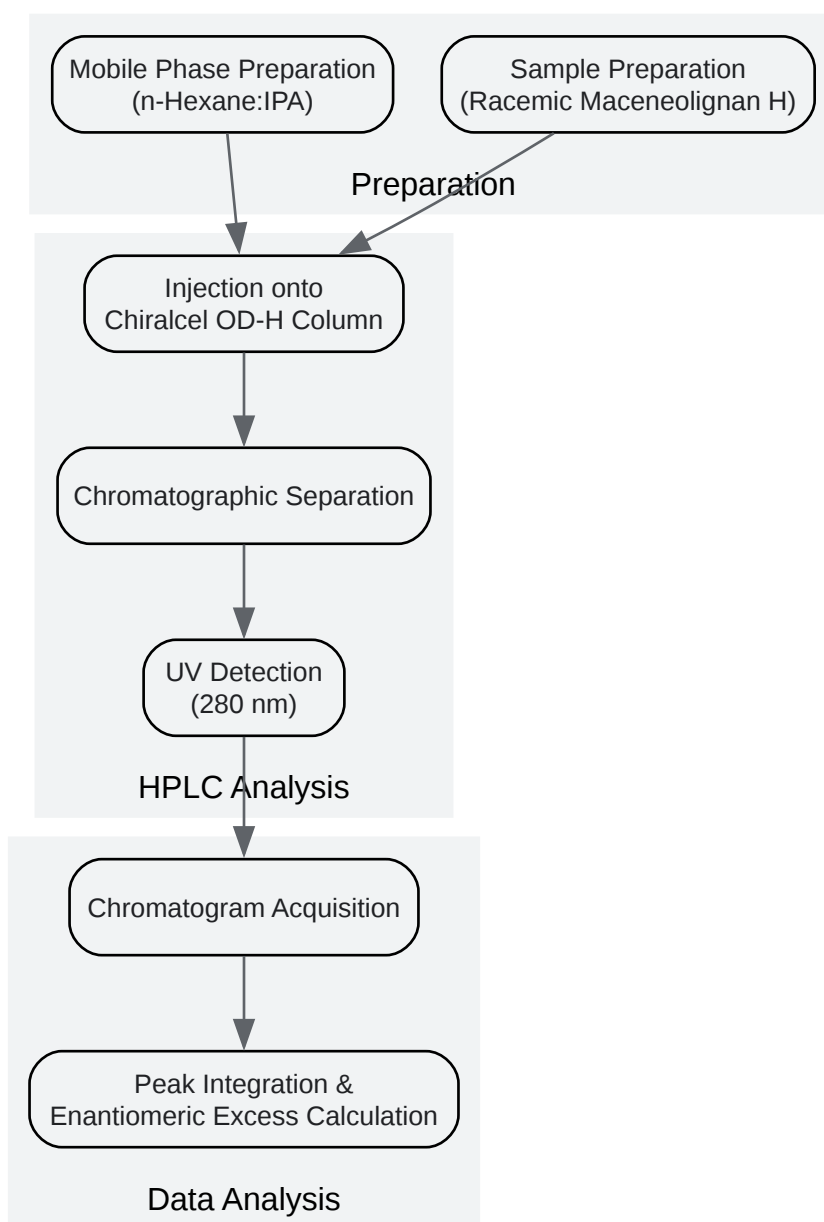 Mobile Phase Preparation
(n-Hexane:IPA)
Sample Preparation
(Racemic Maceneolignan H)
Preparation
Injection onto
Chiralcel OD-H Column
Chromatographic Separation
UV Detection
(280 nm)
HPLC Analysis
Chromatogram Acquisition
Peak Integration &
Enantiomeric Excess Calculation
Data Analysis